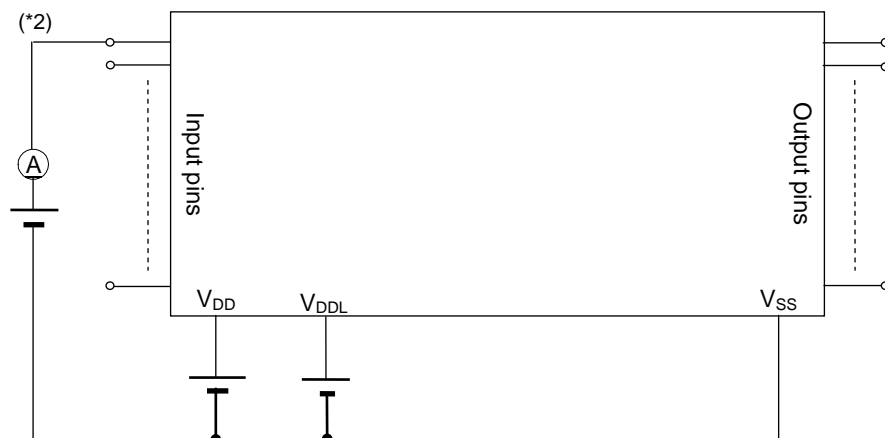 (*2)
A
Input pins
Output pins
VDD
VDDL
VSS